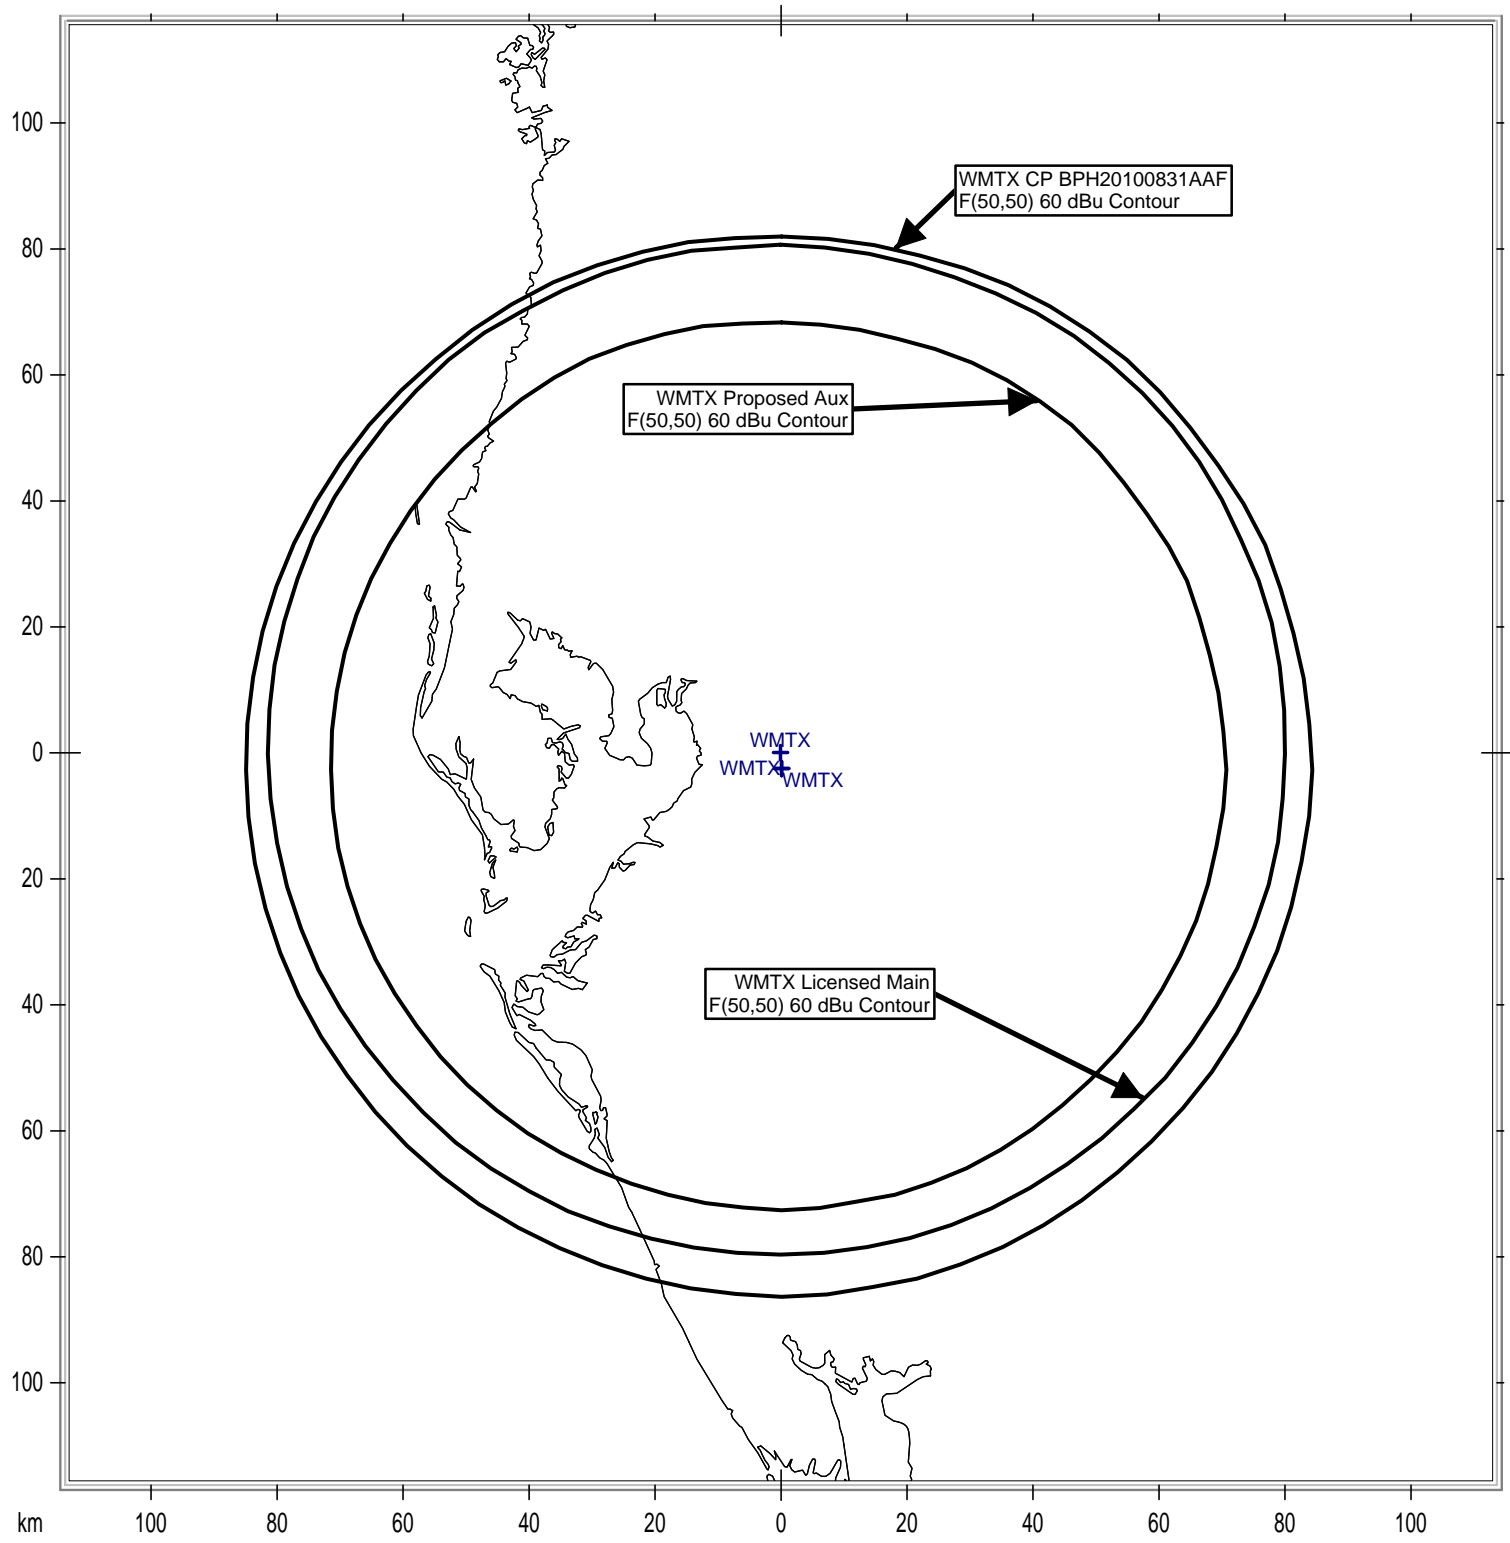 WMTX CP BPH20100831AAF
F(50,50) 60 dBu Contour
WMTX Proposed Aux
F(50,50) 60 dBu Contour
WMTX
WMTX
WMTX
WMTX Licensed Main
F(50,50) 60 dBu Contour
100
80
60
40
20
0
20
40
60
80
100
km 100 80 60 40 20 0 20 40 60 80 100